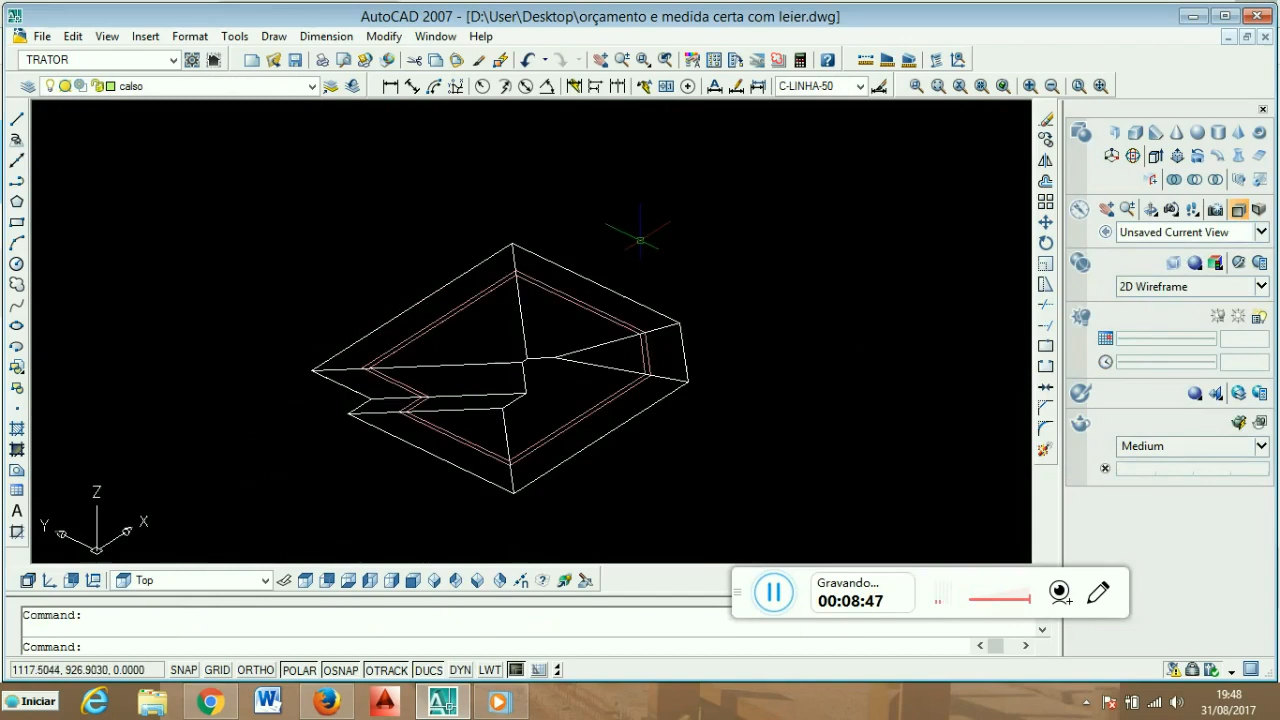 AutoCAD 2007 - [D:\User\Desktop\orçamento e medida certa com leier.dwg]
File Edit View Insert Format Tools Draw Dimension Modify Window Help
TRATOR
calso
C-LINHA-50
Unsaved Current View
2D Wireframe
Medium
Z
Y
X
Top
Gravando...
00:08:47
Command:
Command:
1117.5044, 926.9030, 0.0000 SNAP GRID ORTHO POLAR OSNAP OTRACK DUCS DYN LWT
Iniciar
19:48
31/08/2017